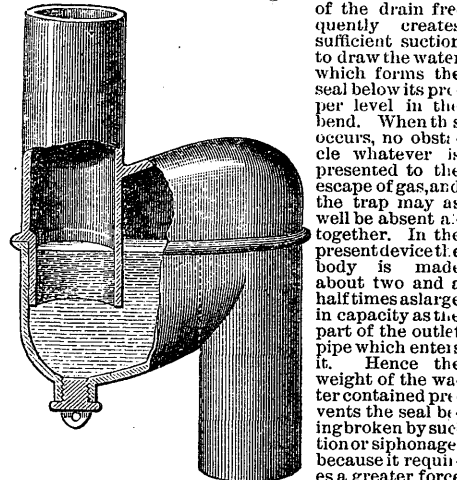 of the drain fre
quently creates
sufficient suction
to draw the water
which forms the
seal below its pro-
per level in the
bend. When th s
occurs, no obsta-
cle whatever is
presented to the
escape of gas, and
the trap may as
well be absent al-
together. In the
present device the
body is made
about two and a
half times as large
in capacity as the
part of the outlet
pipe which enters
it. Hence the
weight of the wa-
ter contained pre-
vents the seal be-
ing broken by suc-
tion or siphonage
because it requir-
es a greater force